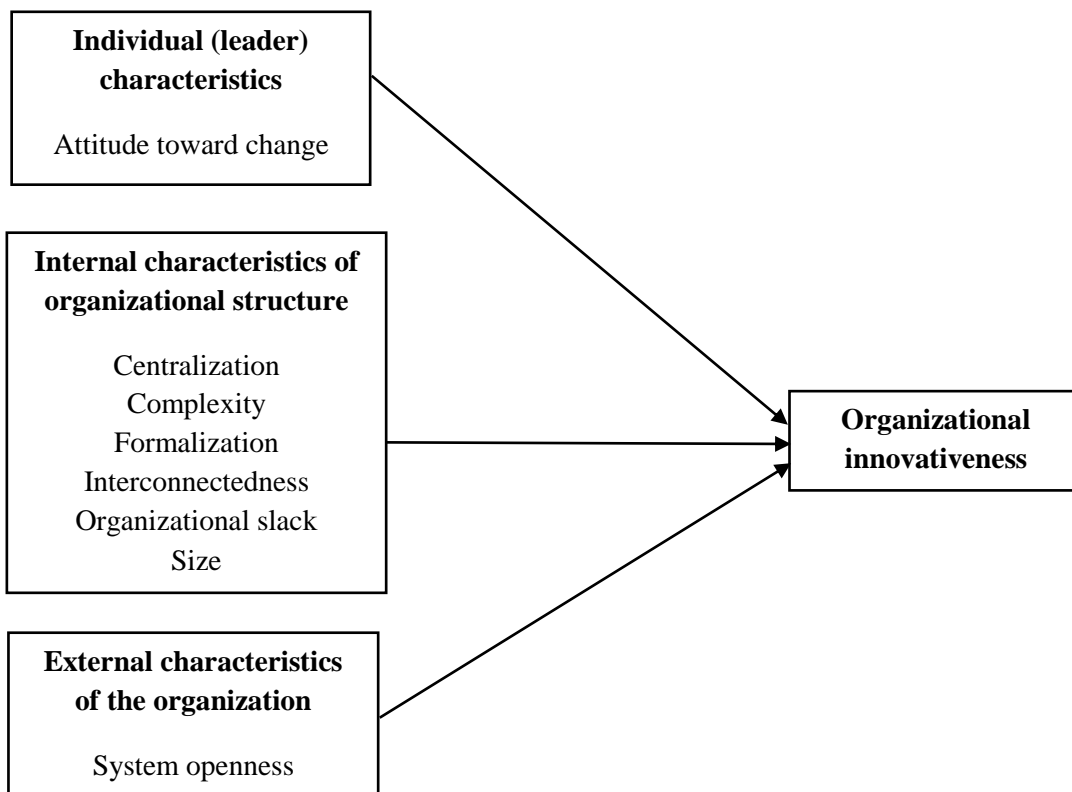 Individual (leader)
characteristics
Attitude toward change
Internal characteristics of
organizational structure
Centralization
Complexity
Formalization
Interconnectedness
Organizational slack
Size
External characteristics
of the organization
System openness
Organizational
innovativeness